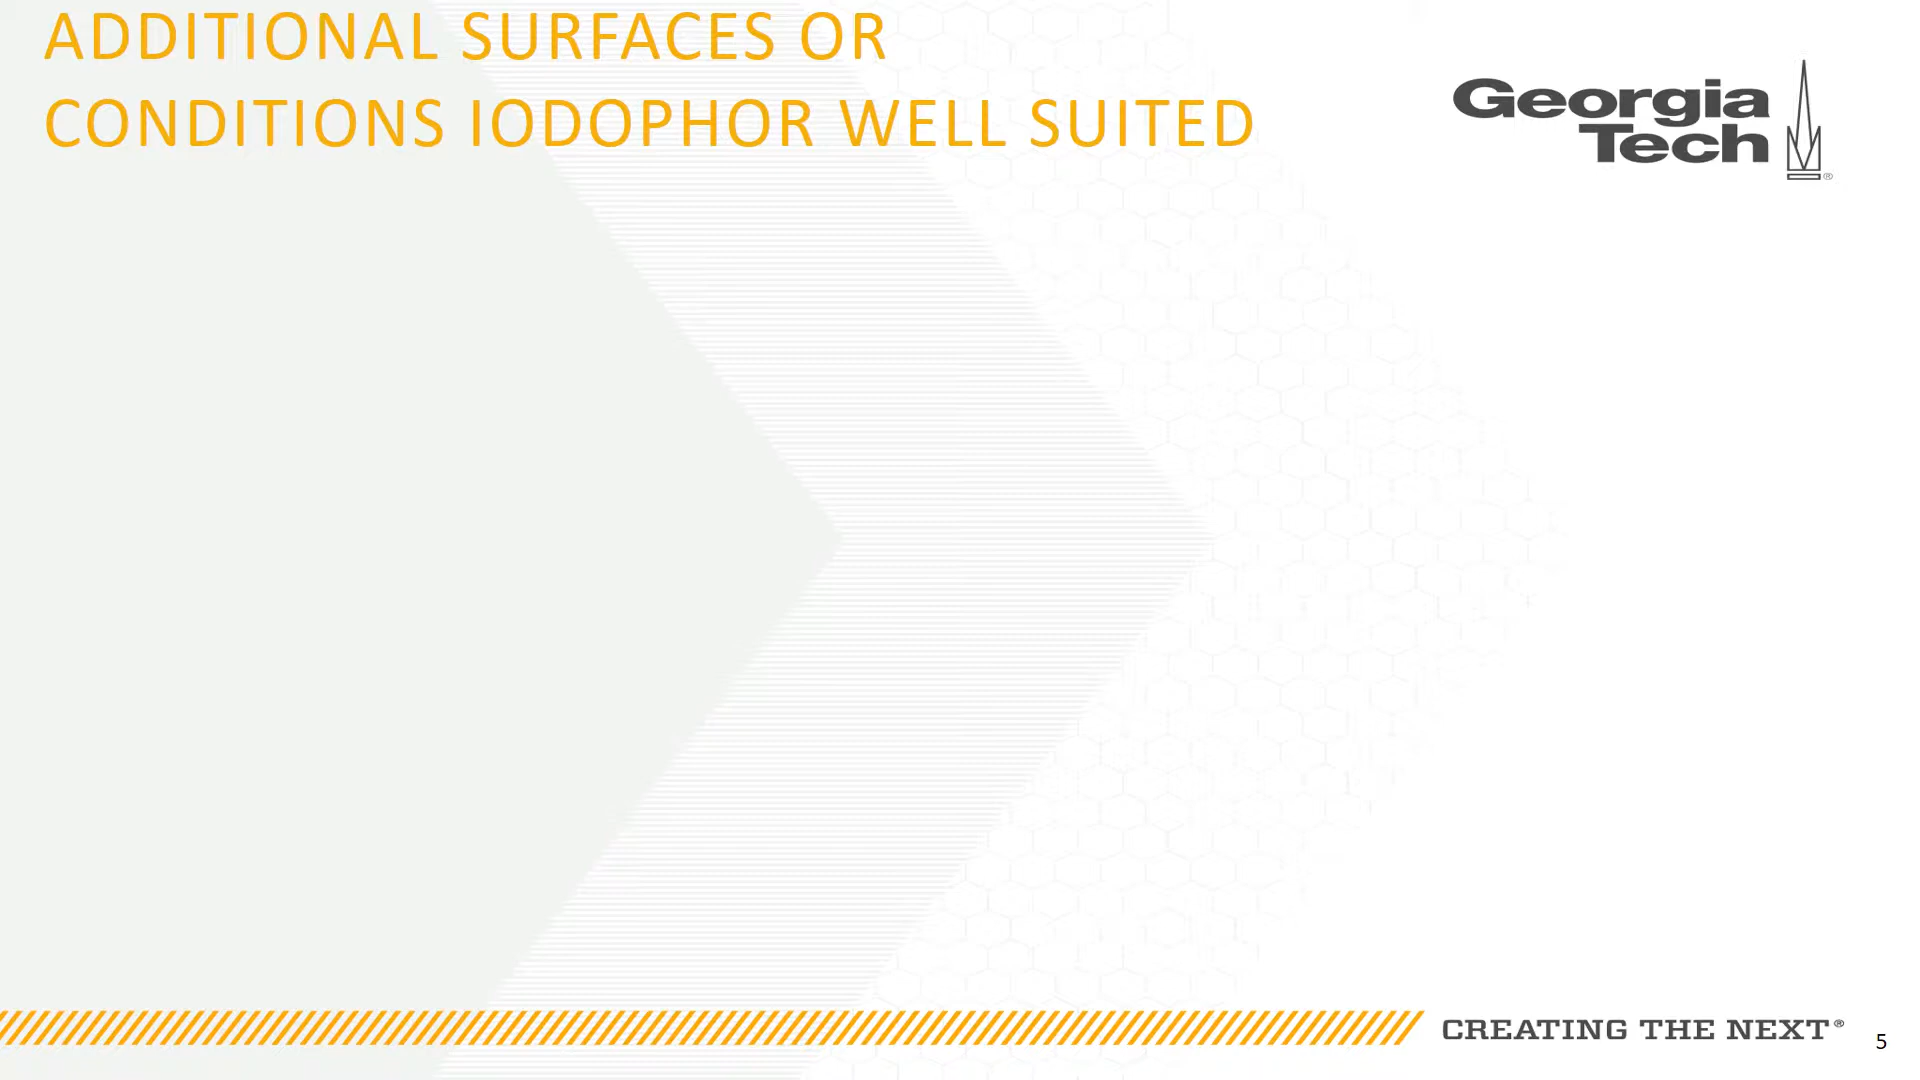 ADDITIONAL SURFACES OR
CONDITIONS IODOPHOR WELL SUITED
Georgia
Tech
®
CREATING THE NEXT®
5